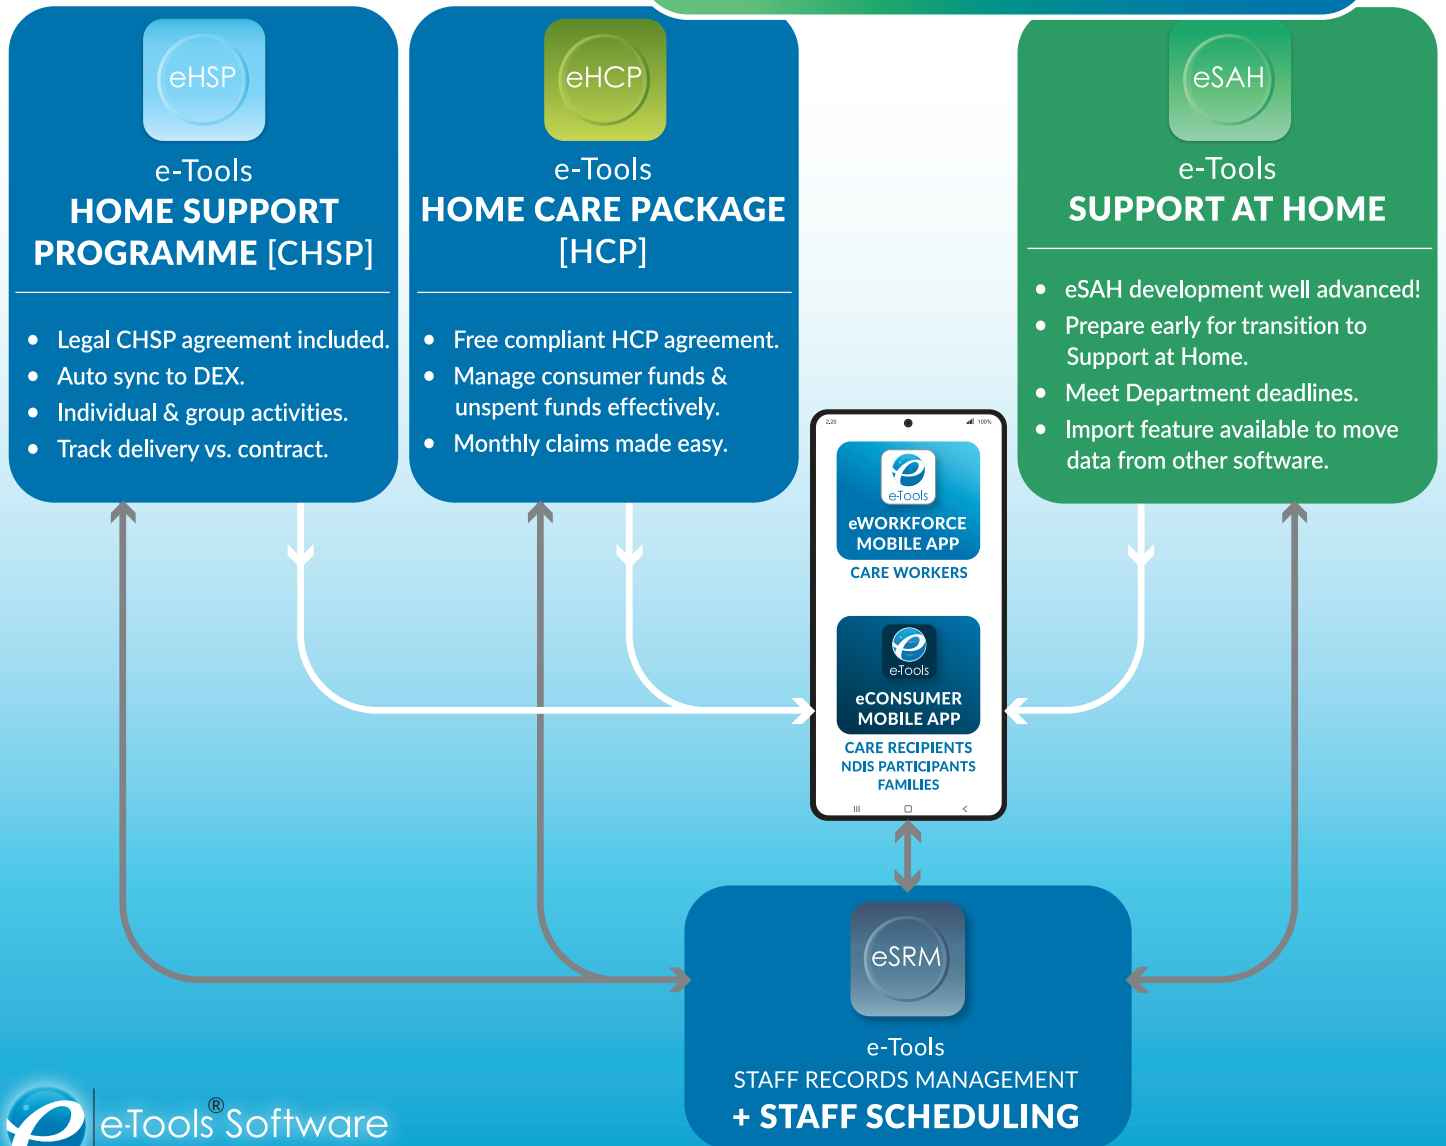 eHSP
e-Tools
HOME SUPPORT
PROGRAMME [CHSP]
• Legal CHSP agreement included.
• Auto sync to DEX.
• Individual & group activities.
• Track delivery vs. contract.
eHCP
e-Tools
HOME CARE PACKAGE
[HCP]
• Free compliant HCP agreement.
• Manage consumer funds &
unspent funds effectively.
• Monthly claims made easy.
eSAH
e-Tools
SUPPORT AT HOME
• eSAH development well advanced!
• Prepare early for transition to
Support at Home.
• Meet Department deadlines.
• Import feature available to move
data from other software.
2.20 100%
e-Tools
eWORKFORCE
MOBILE APP
CARE WORKERS
e-Tools
eCONSUMER
MOBILE APP
CARE RECIPIENTS
NDIS PARTICIPANTS
FAMILIES
eSRM
e-Tools
STAFF RECORDS MANAGEMENT
+ STAFF SCHEDULING
e-Tools® Software